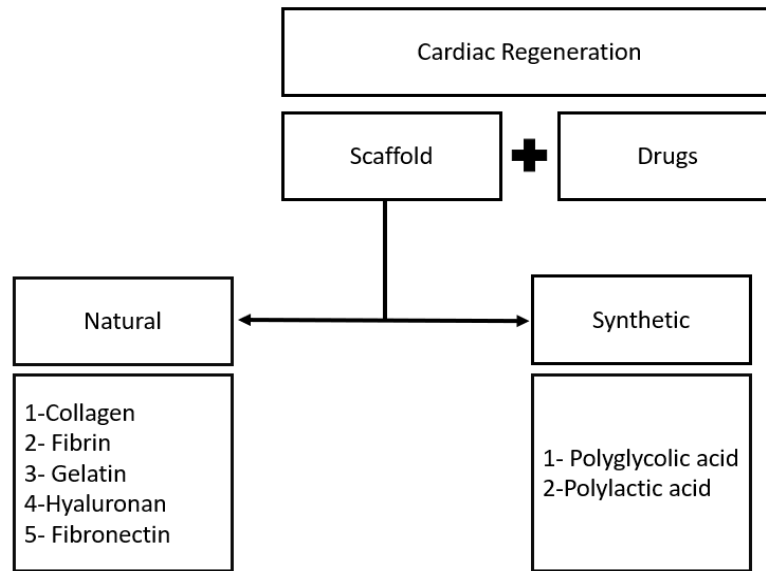 Cardiac Regeneration
Scaffold
Drugs
Natural
Synthetic
1-Collagen
2- Fibrin
3- Gelatin
4-Hyaluronan
5- Fibronectin
1- Polyglycolic acid
2-Polylactic acid